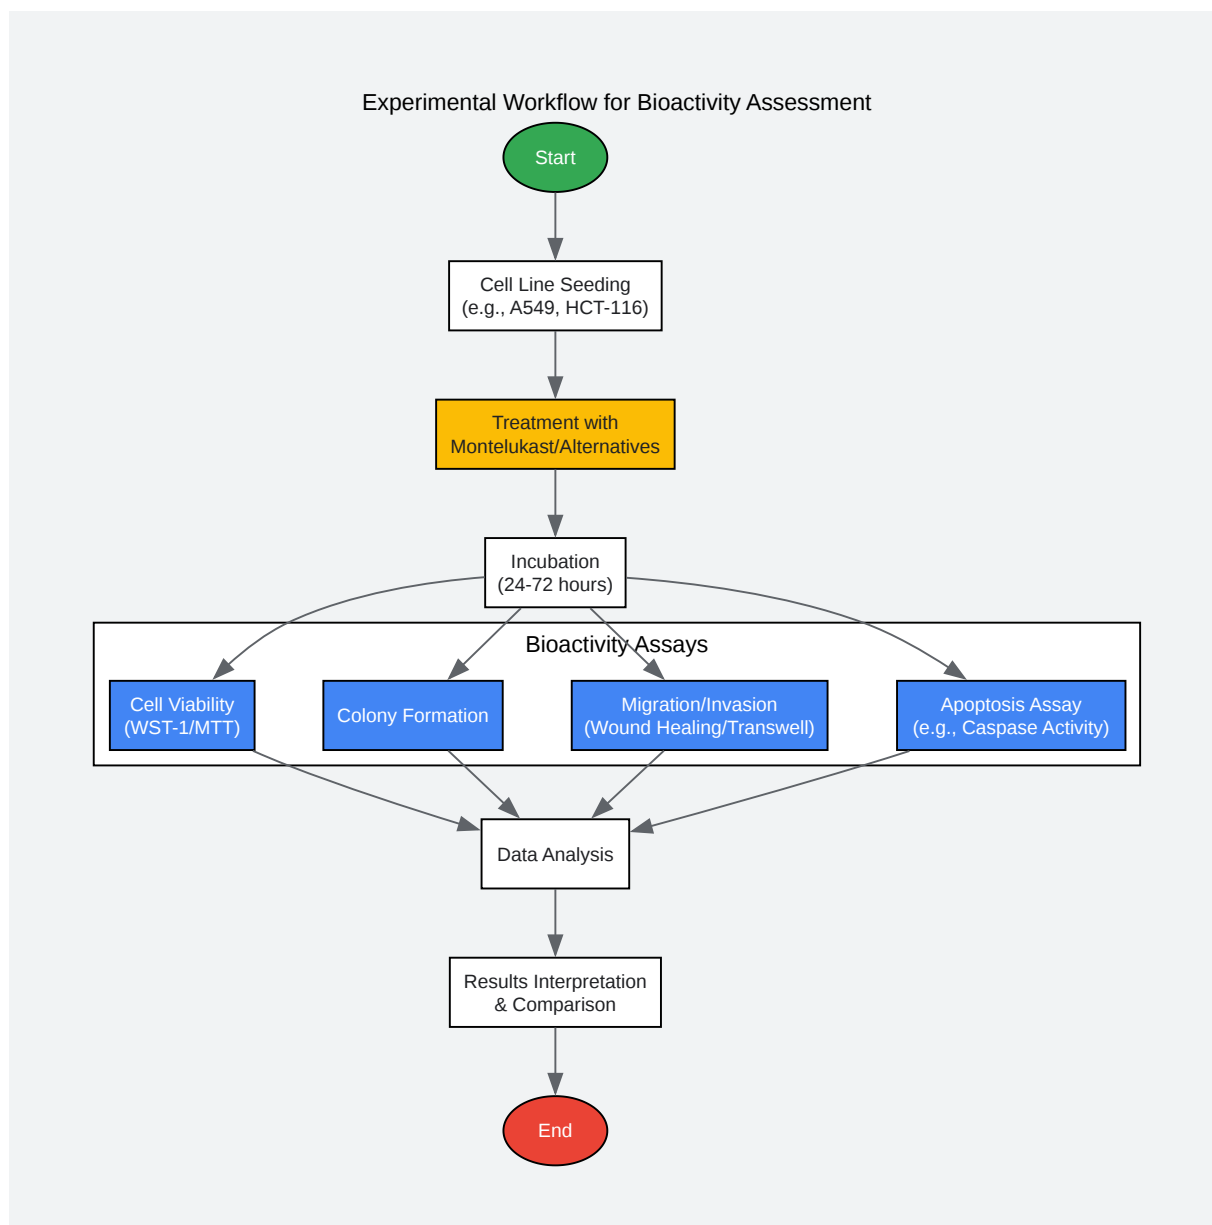 Experimental Workflow for Bioactivity Assessment
Start
Cell Line Seeding
(e.g., A549, HCT-116)
Treatment with
Montelukast/Alternatives
Incubation
(24-72 hours)
Bioactivity Assays
Cell Viability
(WST-1/MTT)
Colony Formation
Migration/Invasion
(Wound Healing/Transwell)
Apoptosis Assay
(e.g., Caspase Activity)
Data Analysis
Results Interpretation
& Comparison
End